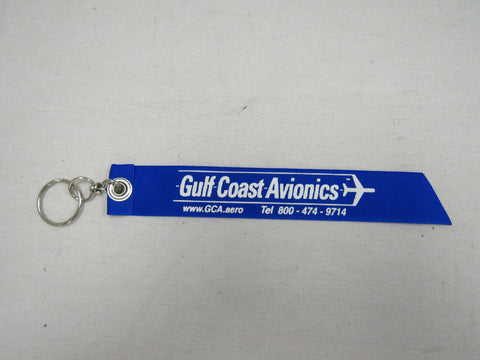 Gulf Coast Avionics
www.GCA.aero Tel 800 - 474 - 9714